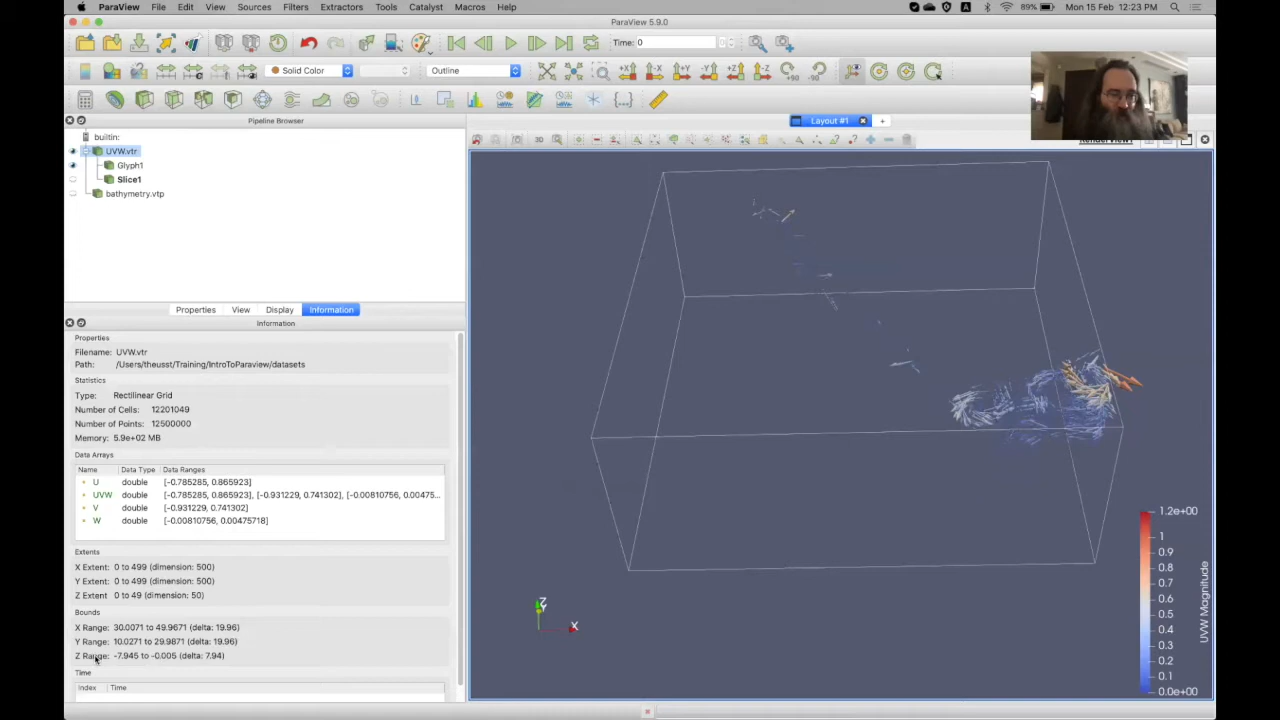 ParaView File Edit View Sources Filters Extractors Tools Catalyst Macros Help 89% Mon 15 Feb 12:23 PM
ParaView 5.9.0
Time: 0
Solid Color Outline
+X -X +Y -Y +Z -Z +90 -90
Pipeline Browser
Layout #1 +
builtin:
3D
UVW.vtr
Glyph1
Slice1
bathymetry.vtp
Properties View Display Information
Information
Properties
Filename: UVW.vtr
Path: /Users/theusst/Training/IntroToParaview/datasets
Statistics
Type: Rectilinear Grid
Number of Cells: 12201049
Number of Points: 12500000
Memory: 5.9e+02 MB
Data Arrays
Name Data Type Data Ranges
U double [-0.785285, 0.865923]
UVW double [-0.785285, 0.865923], [-0.931229, 0.741302], [-0.00810756, 0.00475...
V double [-0.931229, 0.741302]
W double [-0.00810756, 0.00475718]
Extents
X Extent: 0 to 499 (dimension: 500)
Y Extent: 0 to 499 (dimension: 500)
Z Extent 0 to 49 (dimension: 50)
Bounds
X Range: 30.0071 to 49.9671 (delta: 19.96)
Y Range: 10.0271 to 29.9871 (delta: 19.96)
Z Range: -7.945 to -0.005 (delta: 7.94)
Time
Index Time
Z
Y
X
1.2e+00
1
0.9
0.8
0.7
0.6
0.5
0.4
0.3
0.2
0.1
0.0e+00
UVW Magnitude